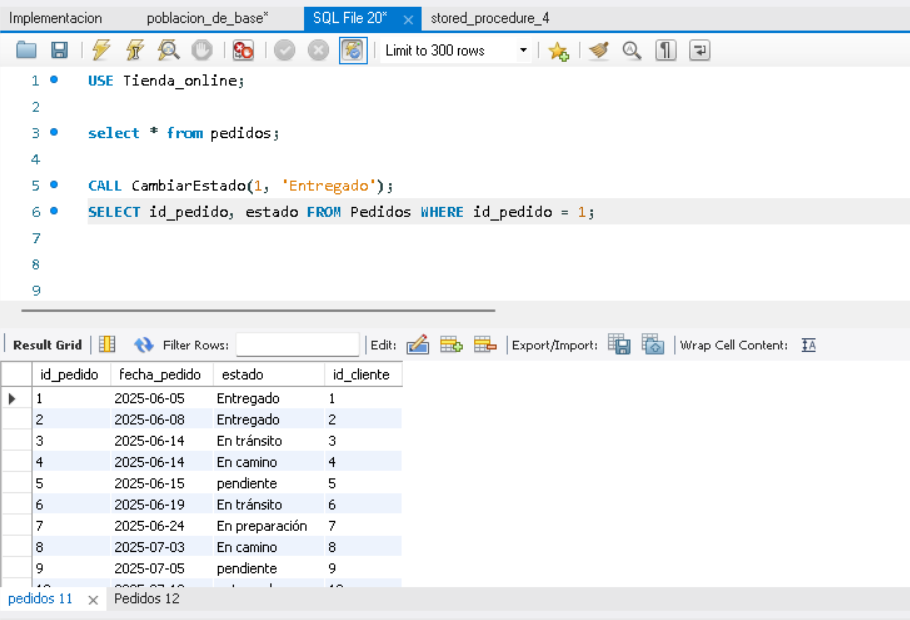 Implementacion poblacion_de_base* SQL File 20* stored_procedure_4
Limit to 300 rows
1 USE Tienda_online;
2
3 select * from pedidos;
4
5 CALL CambiarEstado(1, 'Entregado');
6 SELECT id_pedido, estado FROM Pedidos WHERE id_pedido = 1;
7
8
9
Result Grid Filter Rows: Edit: Export/Import: Wrap Cell Content:
id_pedido fecha_pedido estado id_cliente
1 2025-06-05 Entregado 1
2 2025-06-08 Entregado 2
3 2025-06-14 En tránsito 3
4 2025-06-14 En camino 4
5 2025-06-15 pendiente 5
6 2025-06-19 En tránsito 6
7 2025-06-24 En preparación 7
8 2025-07-03 En camino 8
9 2025-07-05 pendiente 9
pedidos 11 Pedidos 12